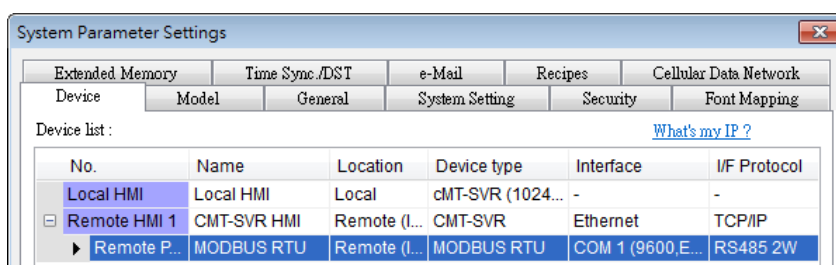 System Parameter Settings
Extended Memory Time Sync./DST e-Mail Recipes Cellular Data Network
Device Model General System Setting Security Font Mapping
Device list : What's my IP ?
No. Name Location Device type Interface I/F Protocol
Local HMI Local HMI Local cMT-SVR (1024... - -
Remote HMI 1 CMT-SVR HMI Remote (I... CMT-SVR Ethernet TCP/IP
Remote P... MODBUS RTU Remote (I... MODBUS RTU COM 1 (9600,E... RS485 2W